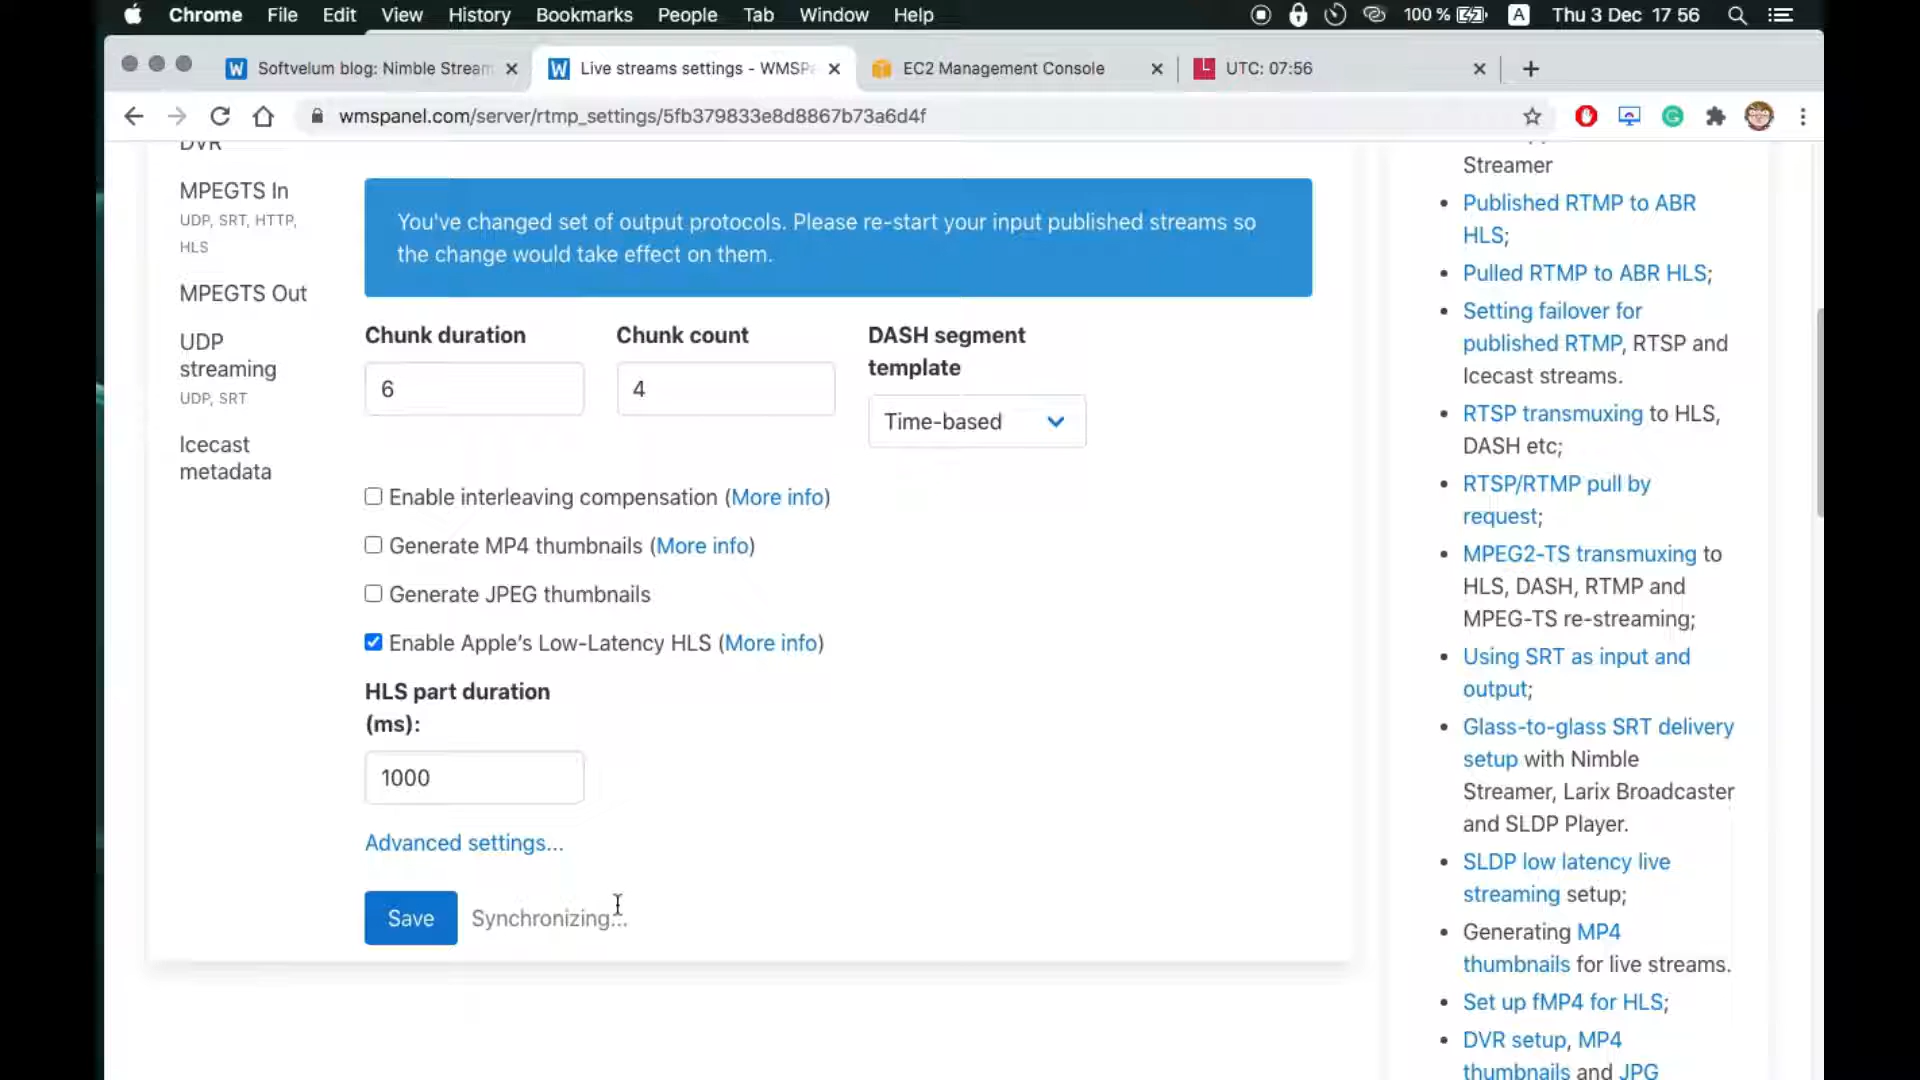 Chrome File Edit View History Bookmarks People Tab Window Help 100 % A Thu 3 Dec 17 56
Softvelum blog: Nimble Stream
Live streams settings - WMSPa
EC2 Management Console
UTC: 07:56
wmspanel.com/server/rtmp_settings/5fb379833e8d8867b73a6d4f
DVR
MPEGTS In
UDP, SRT, HTTP,
HLS
MPEGTS Out
UDP
streaming
UDP, SRT
Icecast
metadata
You've changed set of output protocols. Please re-start your input published streams so
the change would take effect on them.
Chunk duration
6
Chunk count
4
DASH segment
template
Time-based
Enable interleaving compensation (More info)
Generate MP4 thumbnails (More info)
Generate JPEG thumbnails
Enable Apple's Low-Latency HLS (More info)
HLS part duration
(ms):
1000
Advanced settings...
Save Synchronizing...
Streamer
Published RTMP to ABR
HLS;
Pulled RTMP to ABR HLS;
Setting failover for
published RTMP, RTSP and
Icecast streams.
RTSP transmuxing to HLS,
DASH etc;
RTSP/RTMP pull by
request;
MPEG2-TS transmuxing to
HLS, DASH, RTMP and
MPEG-TS re-streaming;
Using SRT as input and
output;
Glass-to-glass SRT delivery
setup with Nimble
Streamer, Larix Broadcaster
and SLDP Player.
SLDP low latency live
streaming setup;
Generating MP4
thumbnails for live streams.
Set up fMP4 for HLS;
DVR setup, MP4
thumbnails and JPG